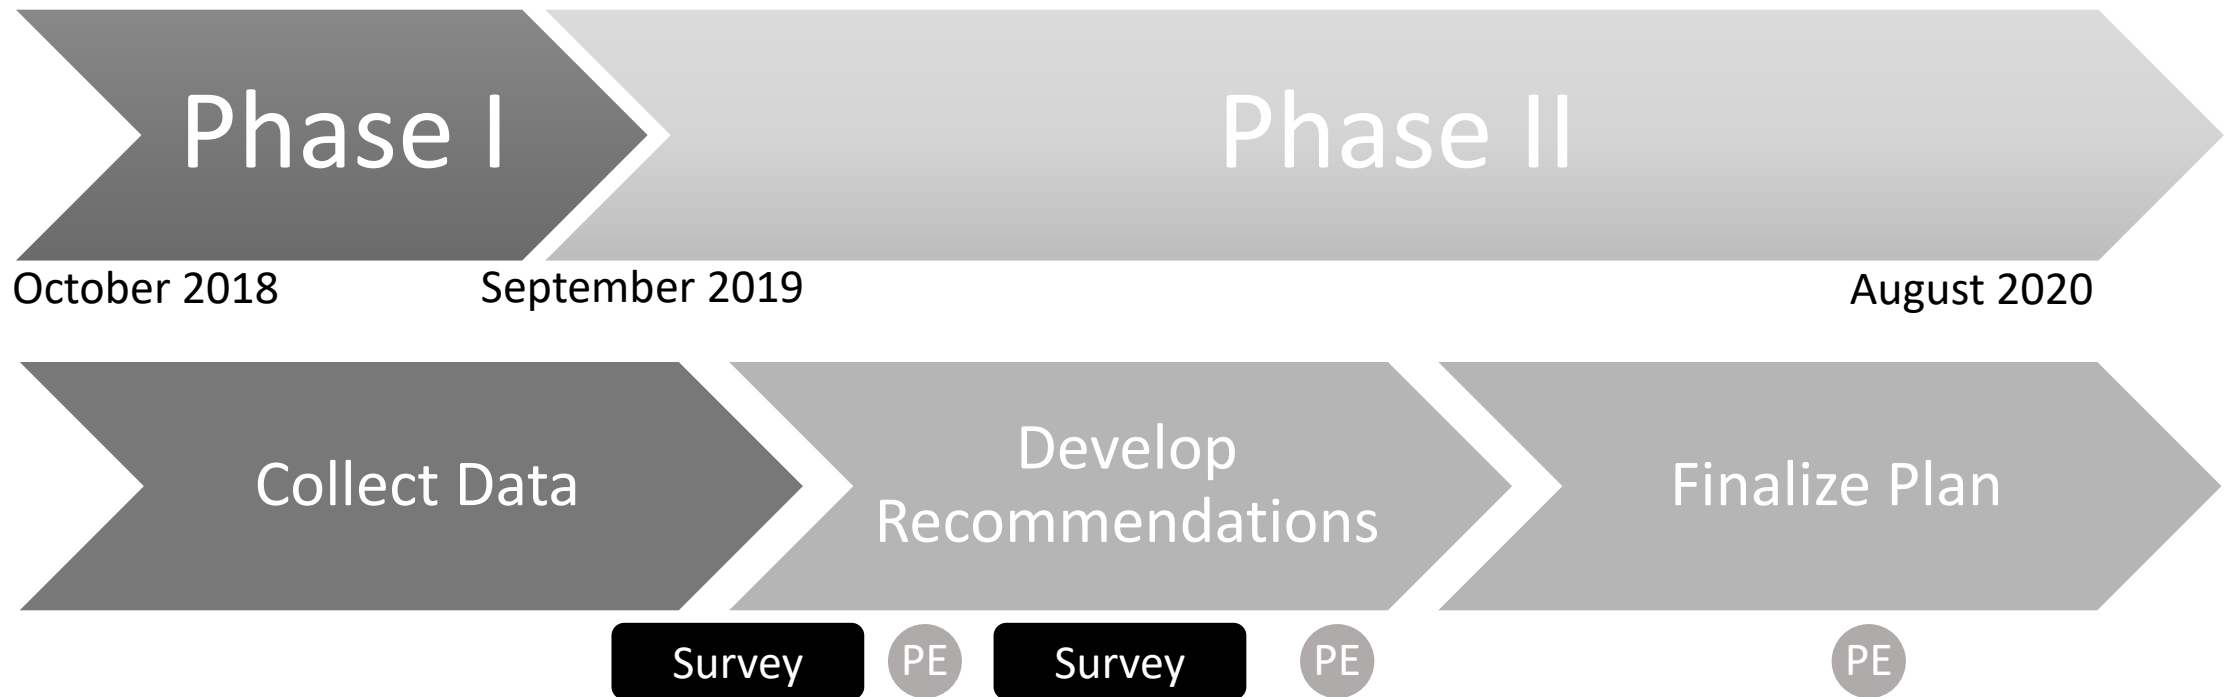 Phase I
Phase II
October 2018
September 2019
August 2020
Collect Data
Develop
Recommendations
Finalize Plan
Survey
PE
Survey
PE
PE